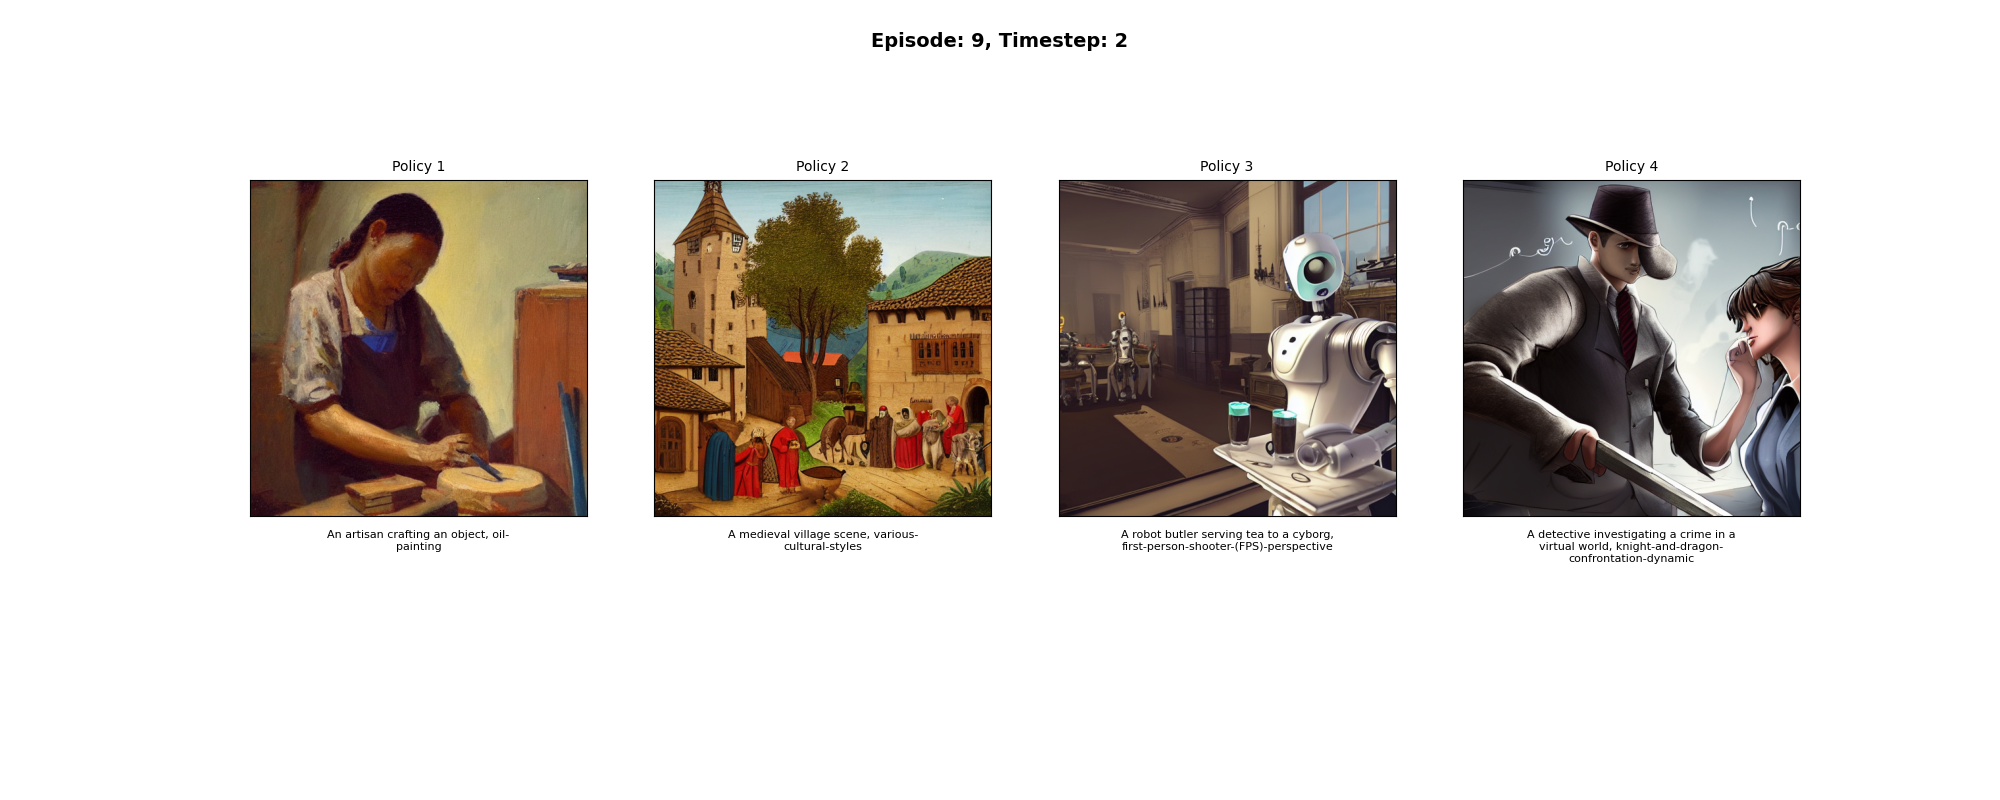 Episode: 9, Timestep: 2
Policy 1
Policy 2
Policy 3
Policy 4
An artisan crafting an object, oil-
painting
A medieval village scene, various-
cultural-styles
A robot butler serving tea to a cyborg,
first-person-shooter-(FPS)-perspective
A detective investigating a crime in a
virtual world, knight-and-dragon-
confrontation-dynamic